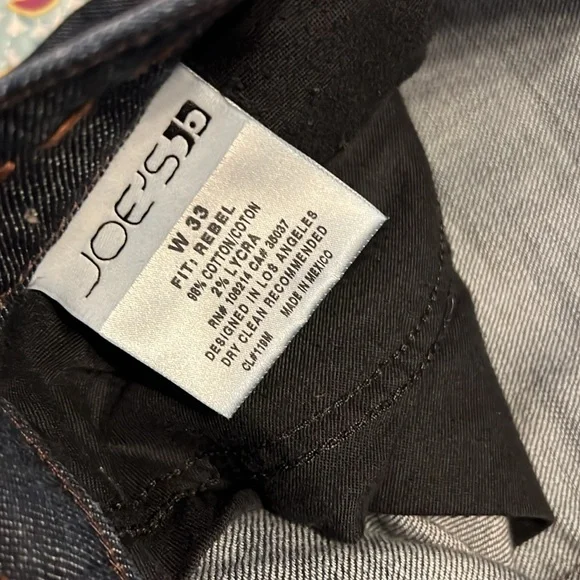 JOE'S
W 33
FIT: REBEL
98% COTTON/COTON
2% LYCRA
RN# 106214 CA# 35037
DESIGNED IN LOS ANGELES
DRY CLEAN RECOMMENDED
MADE IN MEXICO
CL#119M